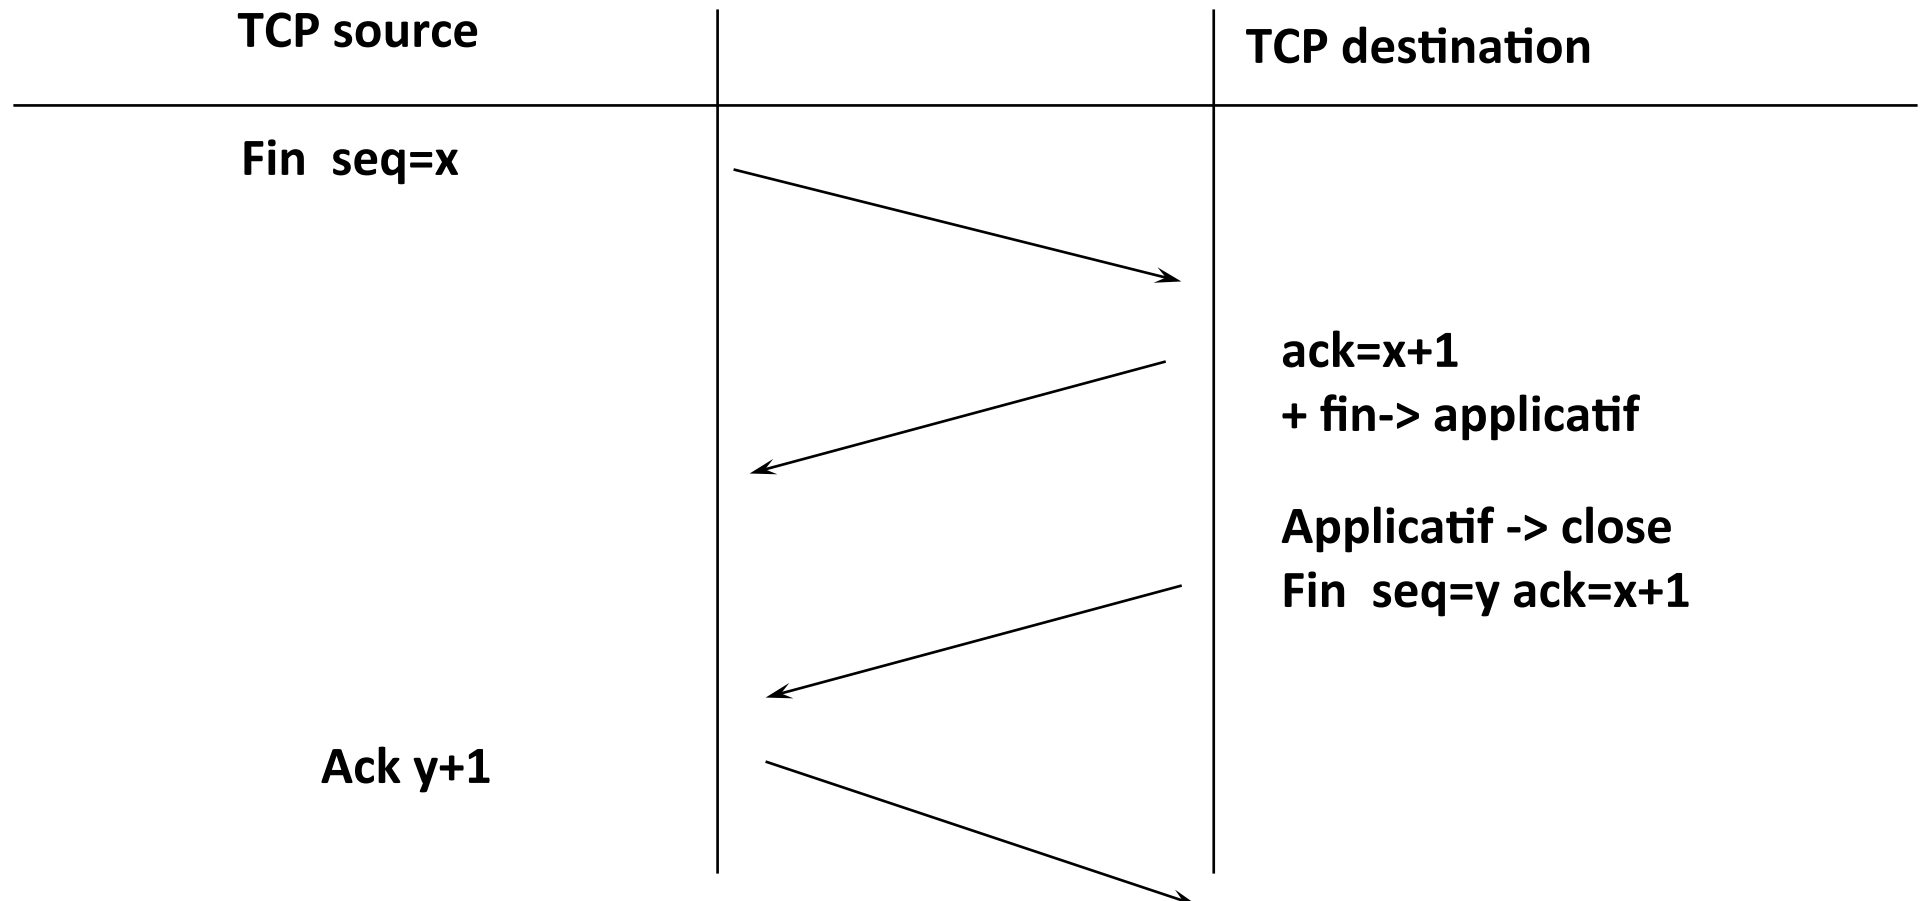 TCP source
TCP destination
Fin  seq=x
ack=x+1
+ fin-> applicatif
Applicatif -> close
Fin  seq=y ack=x+1
Ack y+1